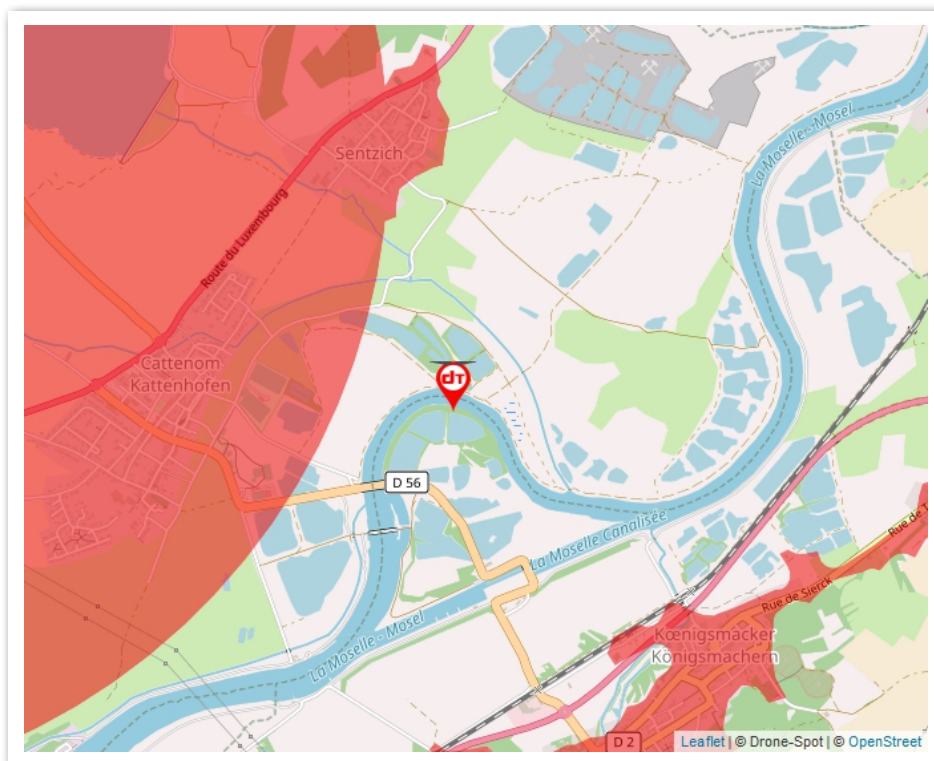 La Moselle - Mosel
Sentzich
Route du Luxembourg
Cattenom
Kattenhofen
dT
D 56
La Moselle Canalisée
Rue de T
Rue de Sierck
La Moselle - Mosel
Kœnigsmacker
Königsmachern
D 2
Leaflet | © Drone-Spot | © OpenStreet